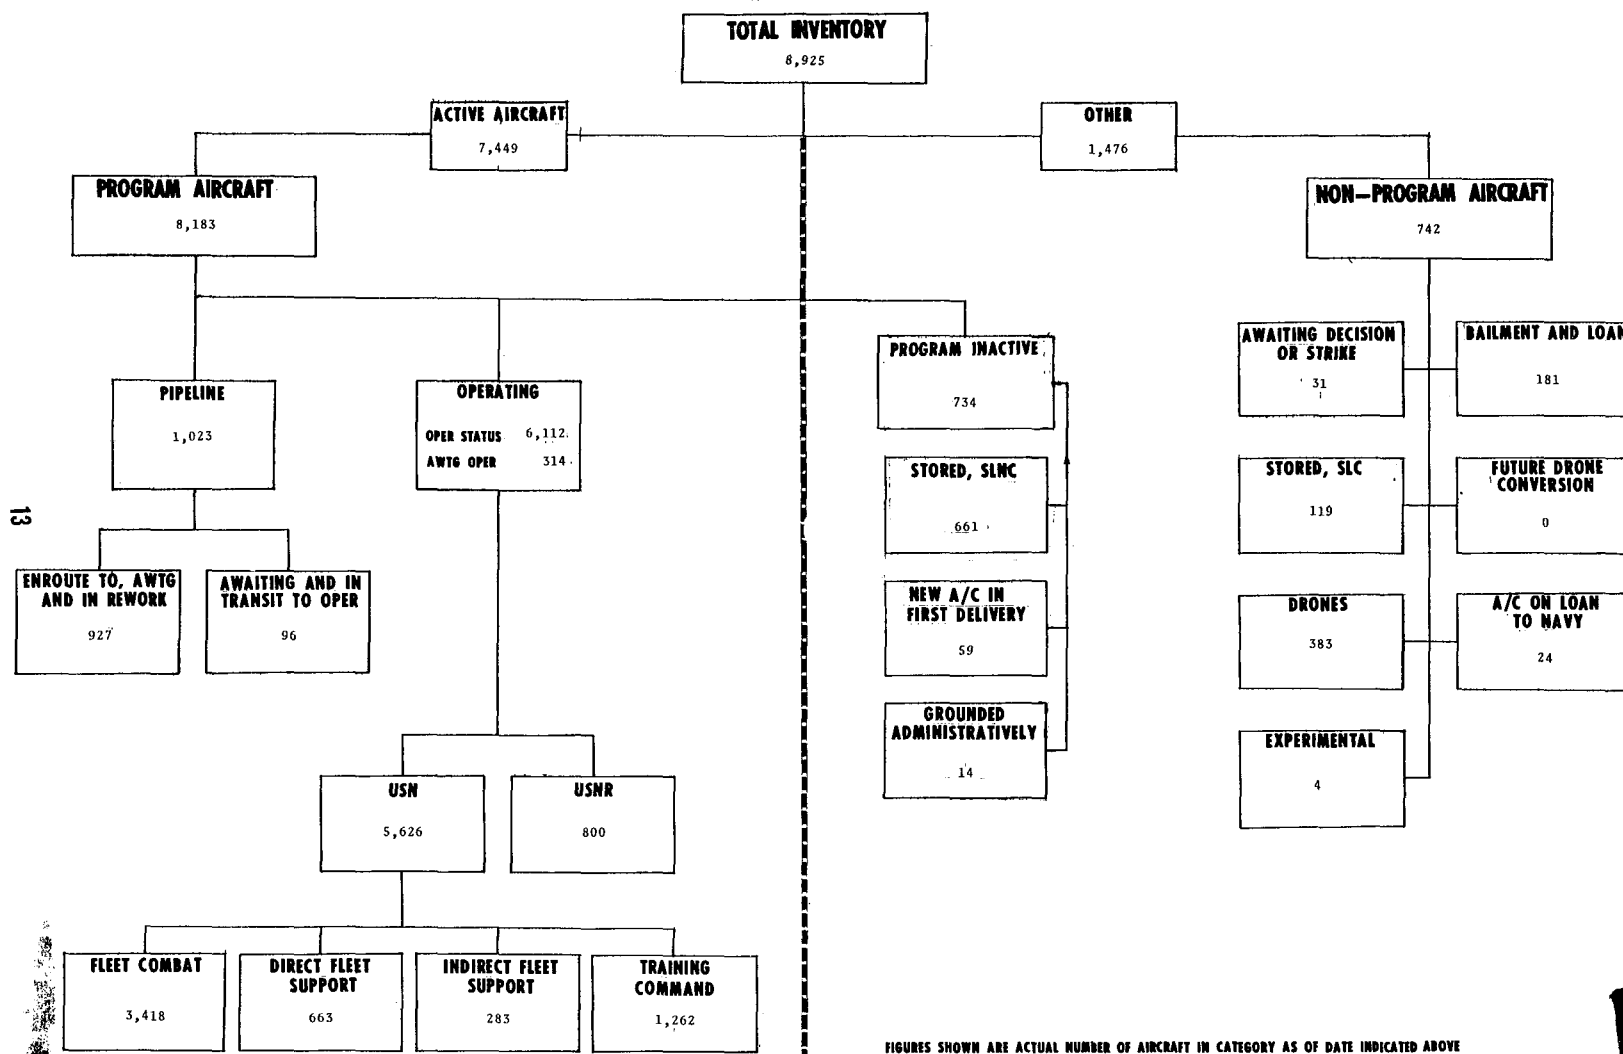 TOTAL INVENTORY
8,925
ACTIVE AIRCRAFT
7,449
OTHER
1,476
PROGRAM AIRCRAFT
8,183
NON-PROGRAM AIRCRAFT
742
PIPELINE
1,023
OPERATING
OPER STATUS 6,112
AWTG OPER 314
PROGRAM INACTIVE
734
STORED, SLNC
661
NEW A/C IN
FIRST DELIVERY
59
GROUNDED
ADMINISTRATIVELY
14
AWAITING DECISION
OR STRIKE
31
BAILMENT AND LOAN
181
STORED, SLC
119
FUTURE DRONE
CONVERSION
0
DRONES
383
A/C ON LOAN
TO NAVY
24
EXPERIMENTAL
4
13
ENROUTE TO, AWTG
AND IN REWORK
927
AWAITING AND IN
TRANSIT TO OPER
96
USN
5,626
USNR
800
FLEET COMBAT
3,418
DIRECT FLEET
SUPPORT
663
INDIRECT FLEET
SUPPORT
283
TRAINING
COMMAND
1,262
FIGURES SHOWN ARE ACTUAL NUMBER OF AIRCRAFT IN CATEGORY AS OF DATE INDICATED ABOVE